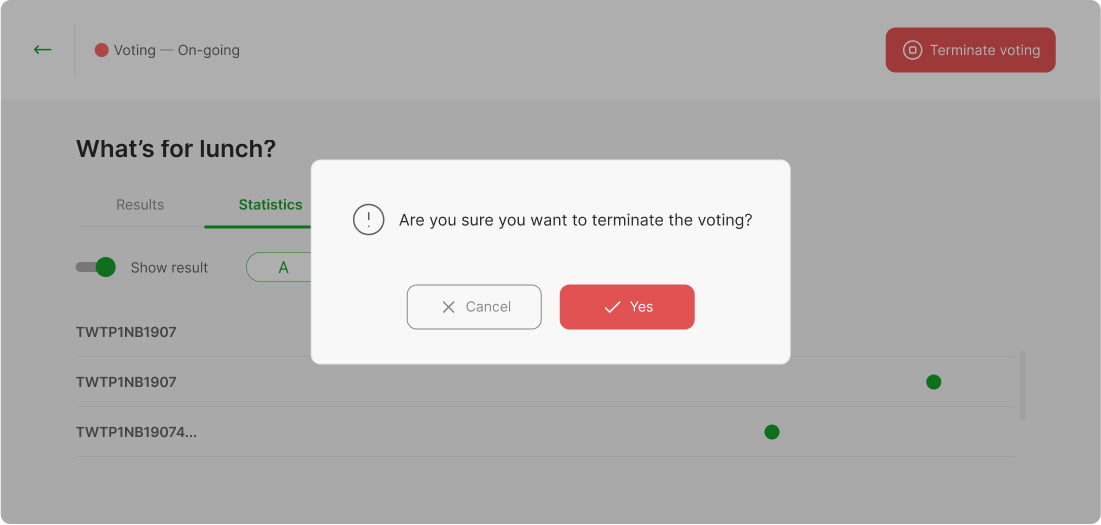 Voting — On-going
Terminate voting
What’s for lunch?
Results
Statistics
Show result
A
Are you sure you want to terminate the voting?
Cancel
Yes
TWTP1NB1907
TWTP1NB1907
TWTP1NB19074...